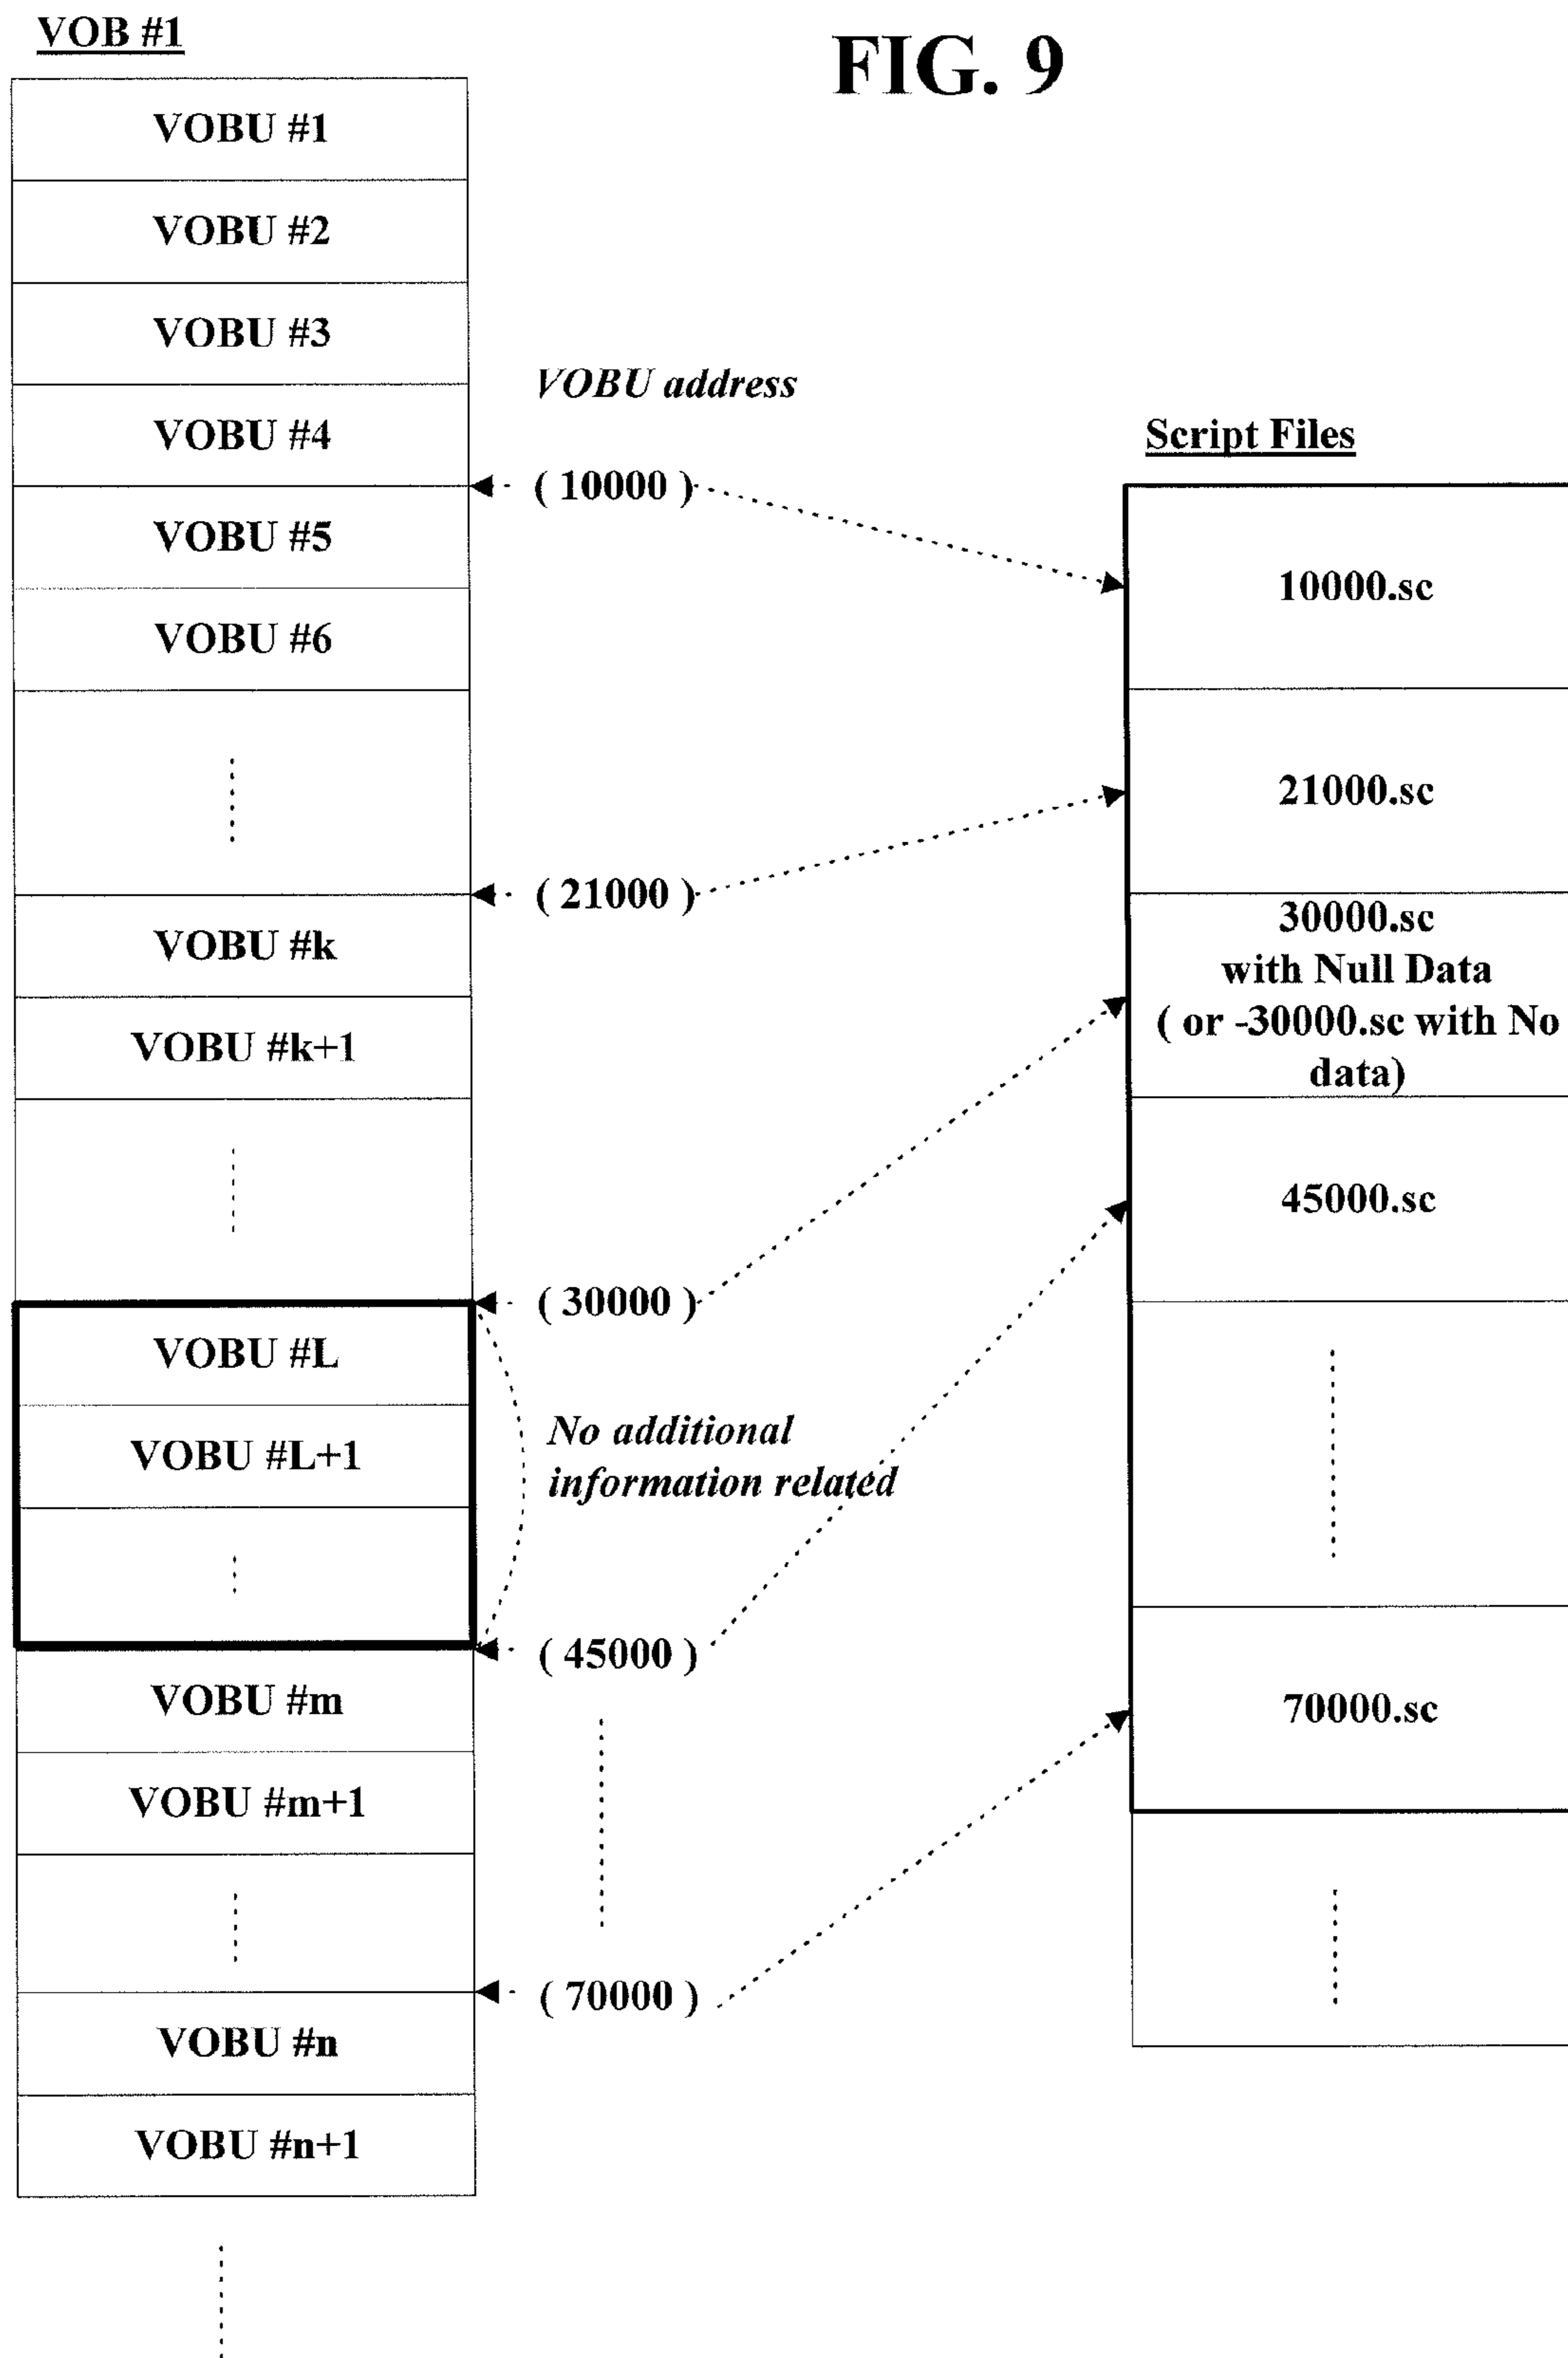 VOB #1
FIG. 9
VOBU #1
VOBU #2
VOBU #3
VOBU #4
VOBU #5
VOBU #6
VOBU #k
VOBU #k+1
VOBU #L
VOBU #L+1
VOBU #m
VOBU #m+1
VOBU #n
VOBU #n+1
VOBU address
( 10000 )
( 21000 )
( 30000 )
No additional
information related
( 45000 )
( 70000 )
Script Files
10000.sc
21000.sc
30000.sc
with Null Data
( or -30000.sc with No
data)
45000.sc
70000.sc